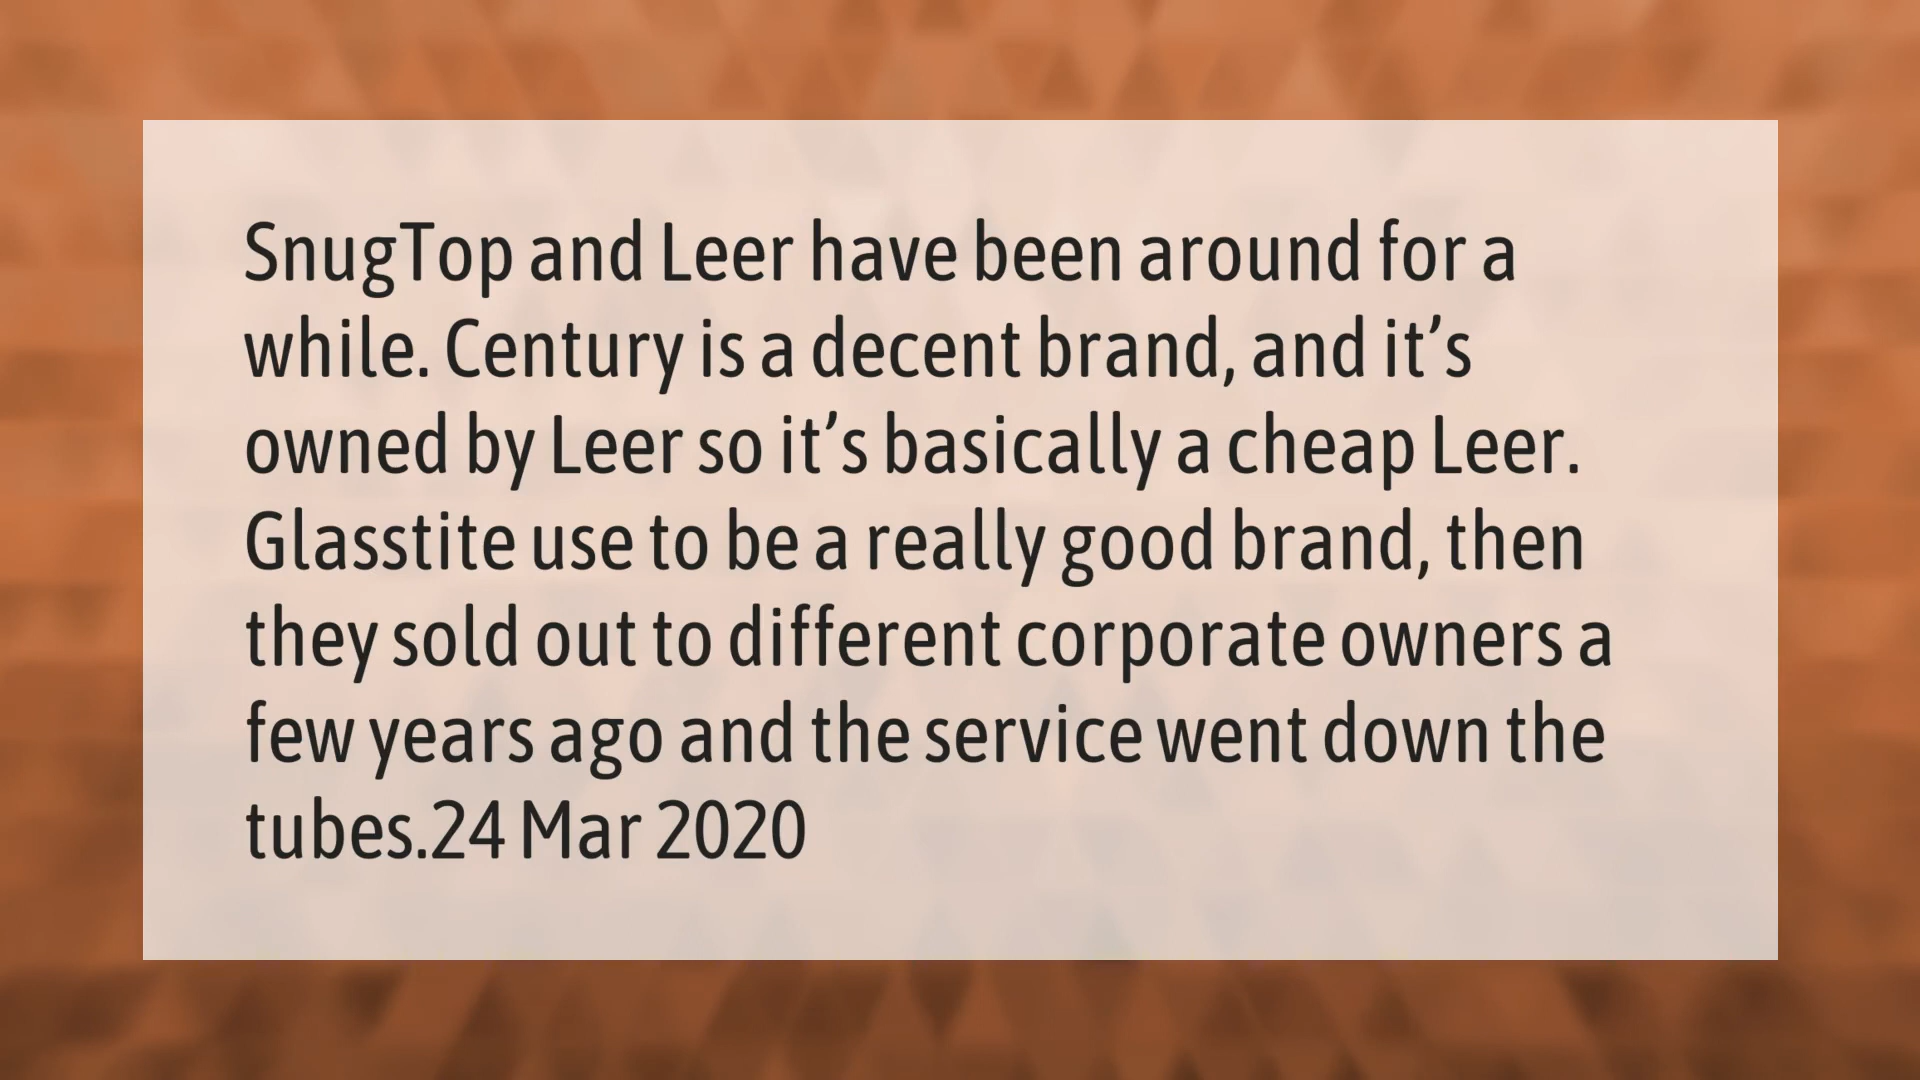 SnugTop and Leer have been around for a
while. Century is a decent brand, and it’s
owned by Leer so it’s basically a cheap Leer.
Glasstite use to be a really good brand, then
they sold out to different corporate owners a
few years ago and the service went down the
tubes.24 Mar 2020